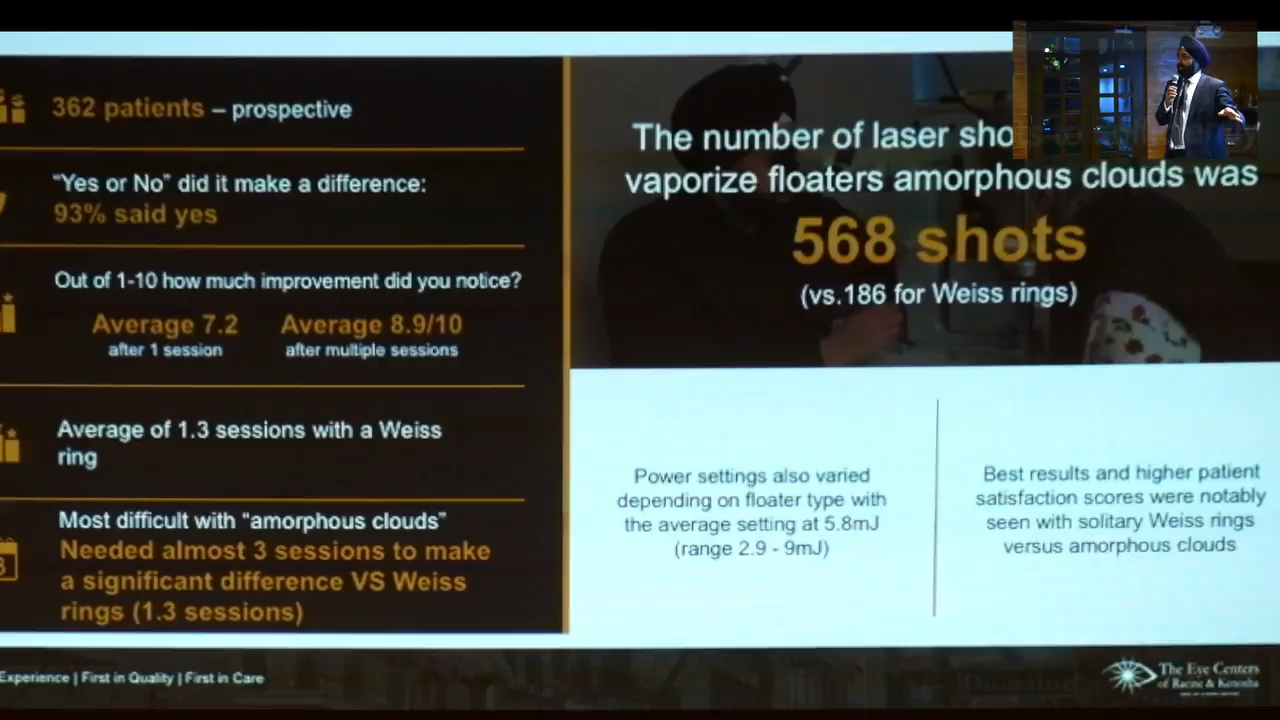 362 patients – prospective
“Yes or No” did it make a difference:
93% said yes
Out of 1-10 how much improvement did you notice?
Average 7.2
after 1 session
Average 8.9/10
after multiple sessions
Average of 1.3 sessions with a Weiss
ring
Most difficult with “amorphous clouds”
Needed almost 3 sessions to make
a significant difference VS Weiss
rings (1.3 sessions)
The number of laser
vaporize floaters amorphous clouds was
568 shots
(vs.186 for Weiss rings)
Power settings also varied
depending on floater type with
the average setting at 5.8mJ
(range 2.9 - 9mJ)
Best results and higher patient
satisfaction scores were notably
seen with solitary Weiss rings
versus amorphous clouds
Experience | First in Quality | First in Care
The Eye Centers
of Racine & Kenosha